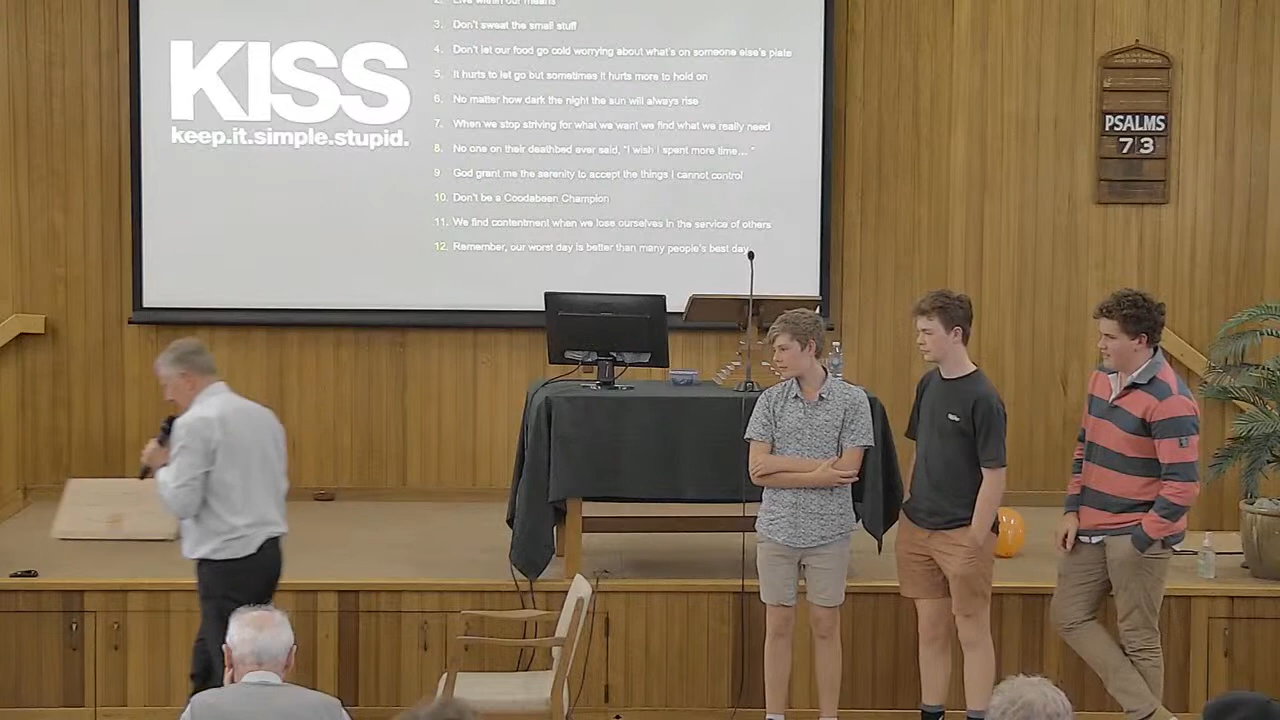 2. Live within our means
3. Don't sweat the small stuff
4. Don't let our food go cold worrying about what's on someone else's plate
5. It hurts to let go but sometimes it hurts more to hold on
6. No matter how dark the night the sun will always rise
7. When we stop striving for what we want we find what we really need
8. No one on their deathbed ever said, "I wish I spent more time... "
9. God grant me the serenity to accept the things I cannot control
10. Don't be a Coodabeen Champion
11. We find contentment when we lose ourselves in the service of others
12. Remember, our worst day is better than many people's best day
KISS
keep.it.simple.stupid.
PSALMS
73